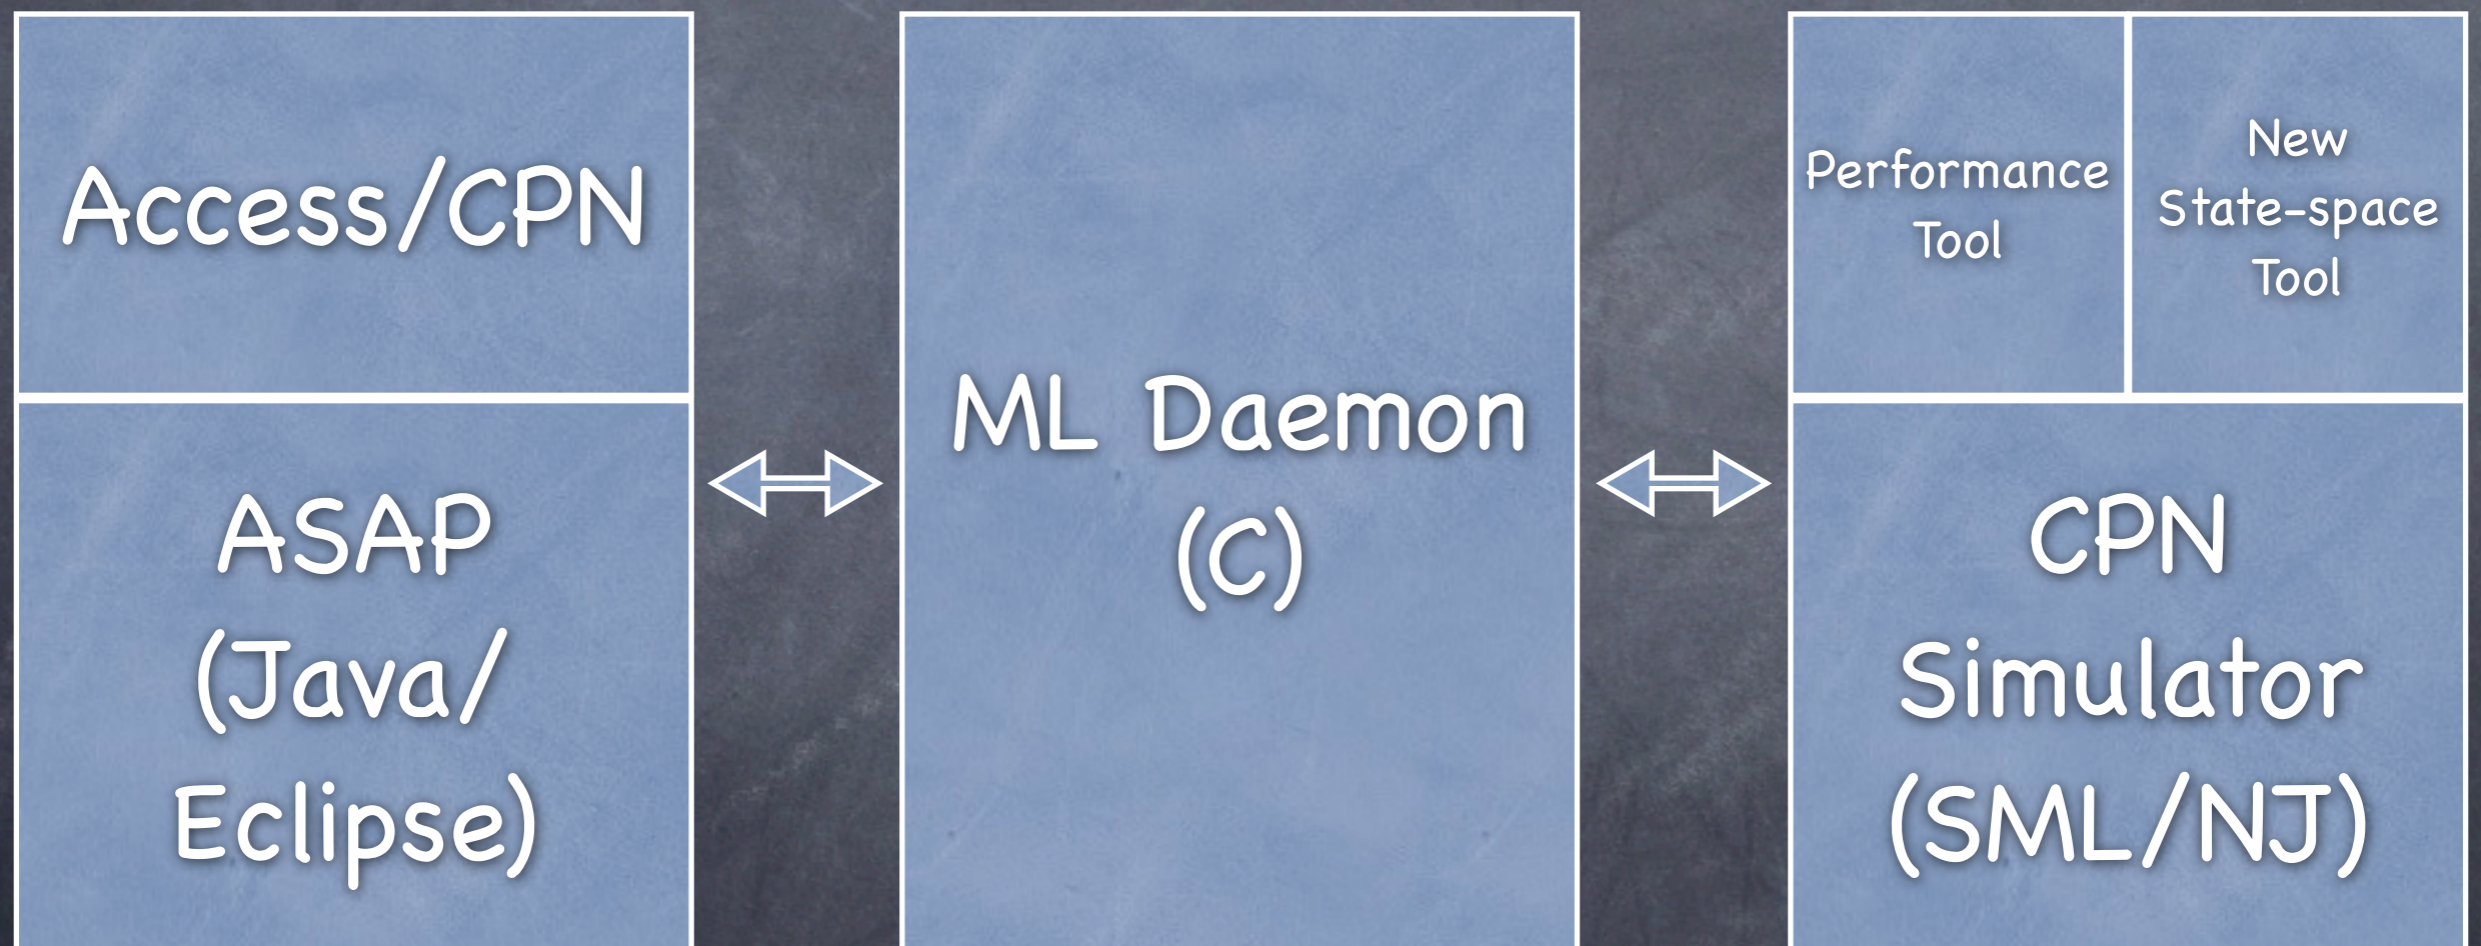 Access/CPN
ASAP
(Java/
Eclipse)
ML Daemon
(C)
Performance
Tool
New
State-space
Tool
CPN
Simulator
(SML/NJ)